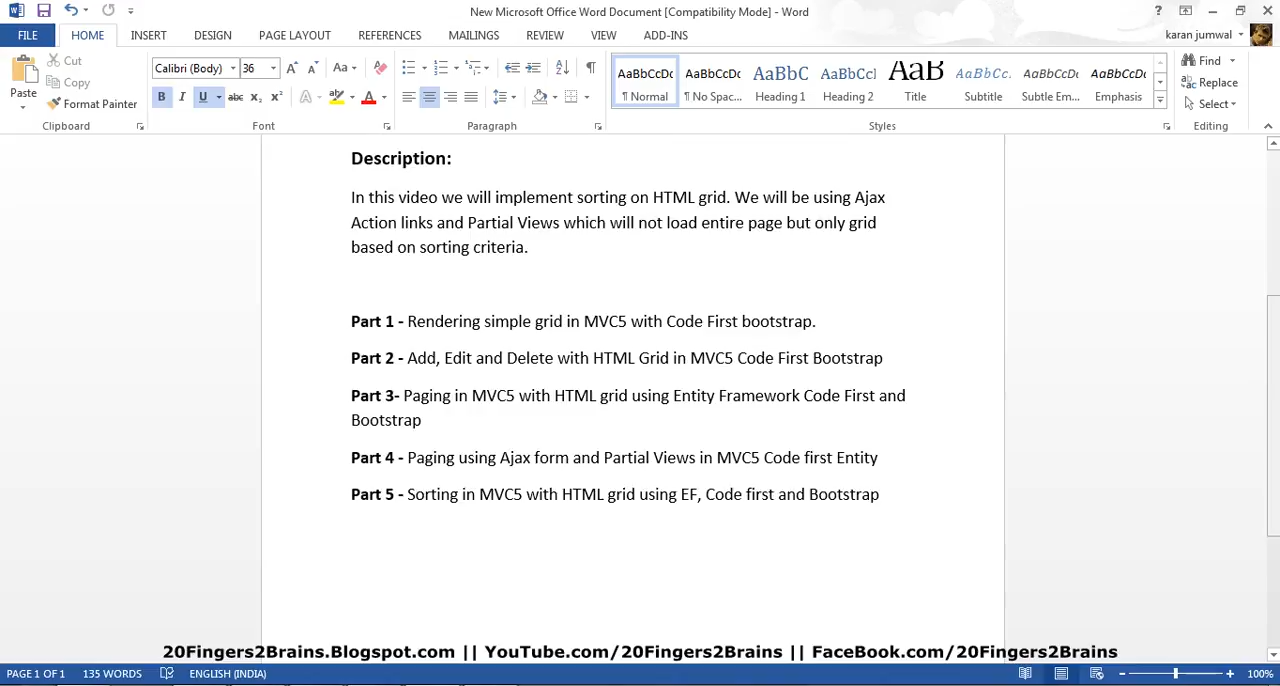 New Microsoft Office Word Document [Compatibility Mode] - Word
FILE HOME INSERT DESIGN PAGE LAYOUT REFERENCES MAILINGS REVIEW VIEW ADD-INS karan jumwal
Paste Cut Copy Format Painter
Calibri (Body) 36
AaBbCcDc ¶ Normal
AaBbCcDc ¶ No Spac...
AaBbC Heading 1
AaBbCcI Heading 2
AaB Title
AaBbCc. Subtitle
AaBbCcDc Subtle Em...
AaBbCcDc Emphasis
Find
Replace
Select
Clipboard Font Paragraph Styles Editing
Description:
In this video we will implement sorting on HTML grid. We will be using Ajax
Action links and Partial Views which will not load entire page but only grid
based on sorting criteria.
Part 1 - Rendering simple grid in MVC5 with Code First bootstrap.
Part 2 - Add, Edit and Delete with HTML Grid in MVC5 Code First Bootstrap
Part 3- Paging in MVC5 with HTML grid using Entity Framework Code First and
Bootstrap
Part 4 - Paging using Ajax form and Partial Views in MVC5 Code first Entity
Part 5 - Sorting in MVC5 with HTML grid using EF, Code first and Bootstrap
20Fingers2Brains.Blogspot.com || YouTube.com/20Fingers2Brains || FaceBook.com/20Fingers2Brains
PAGE 1 OF 1 135 WORDS ENGLISH (INDIA) 100%